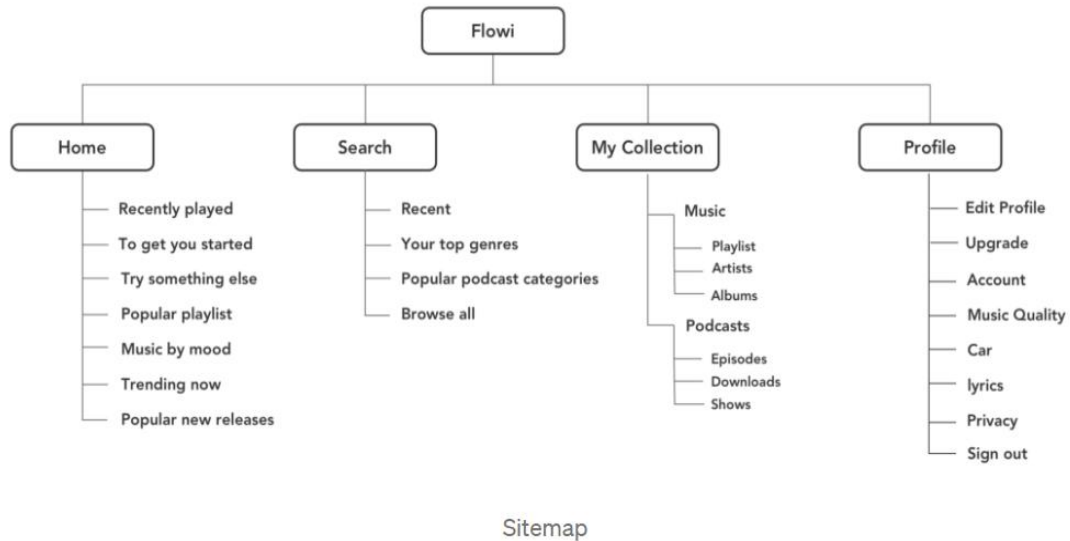 Flowi
Home
Search
My Collection
Profile
Recently played
To get you started
Try something else
Popular playlist
Music by mood
Trending now
Popular new releases
Recent
Your top genres
Popular podcast categories
Browse all
Music
Playlist
Artists
Albums
Podcasts
Episodes
Downloads
Shows
Edit Profile
Upgrade
Account
Music Quality
Car
lyrics
Privacy
Sign out
Sitemap